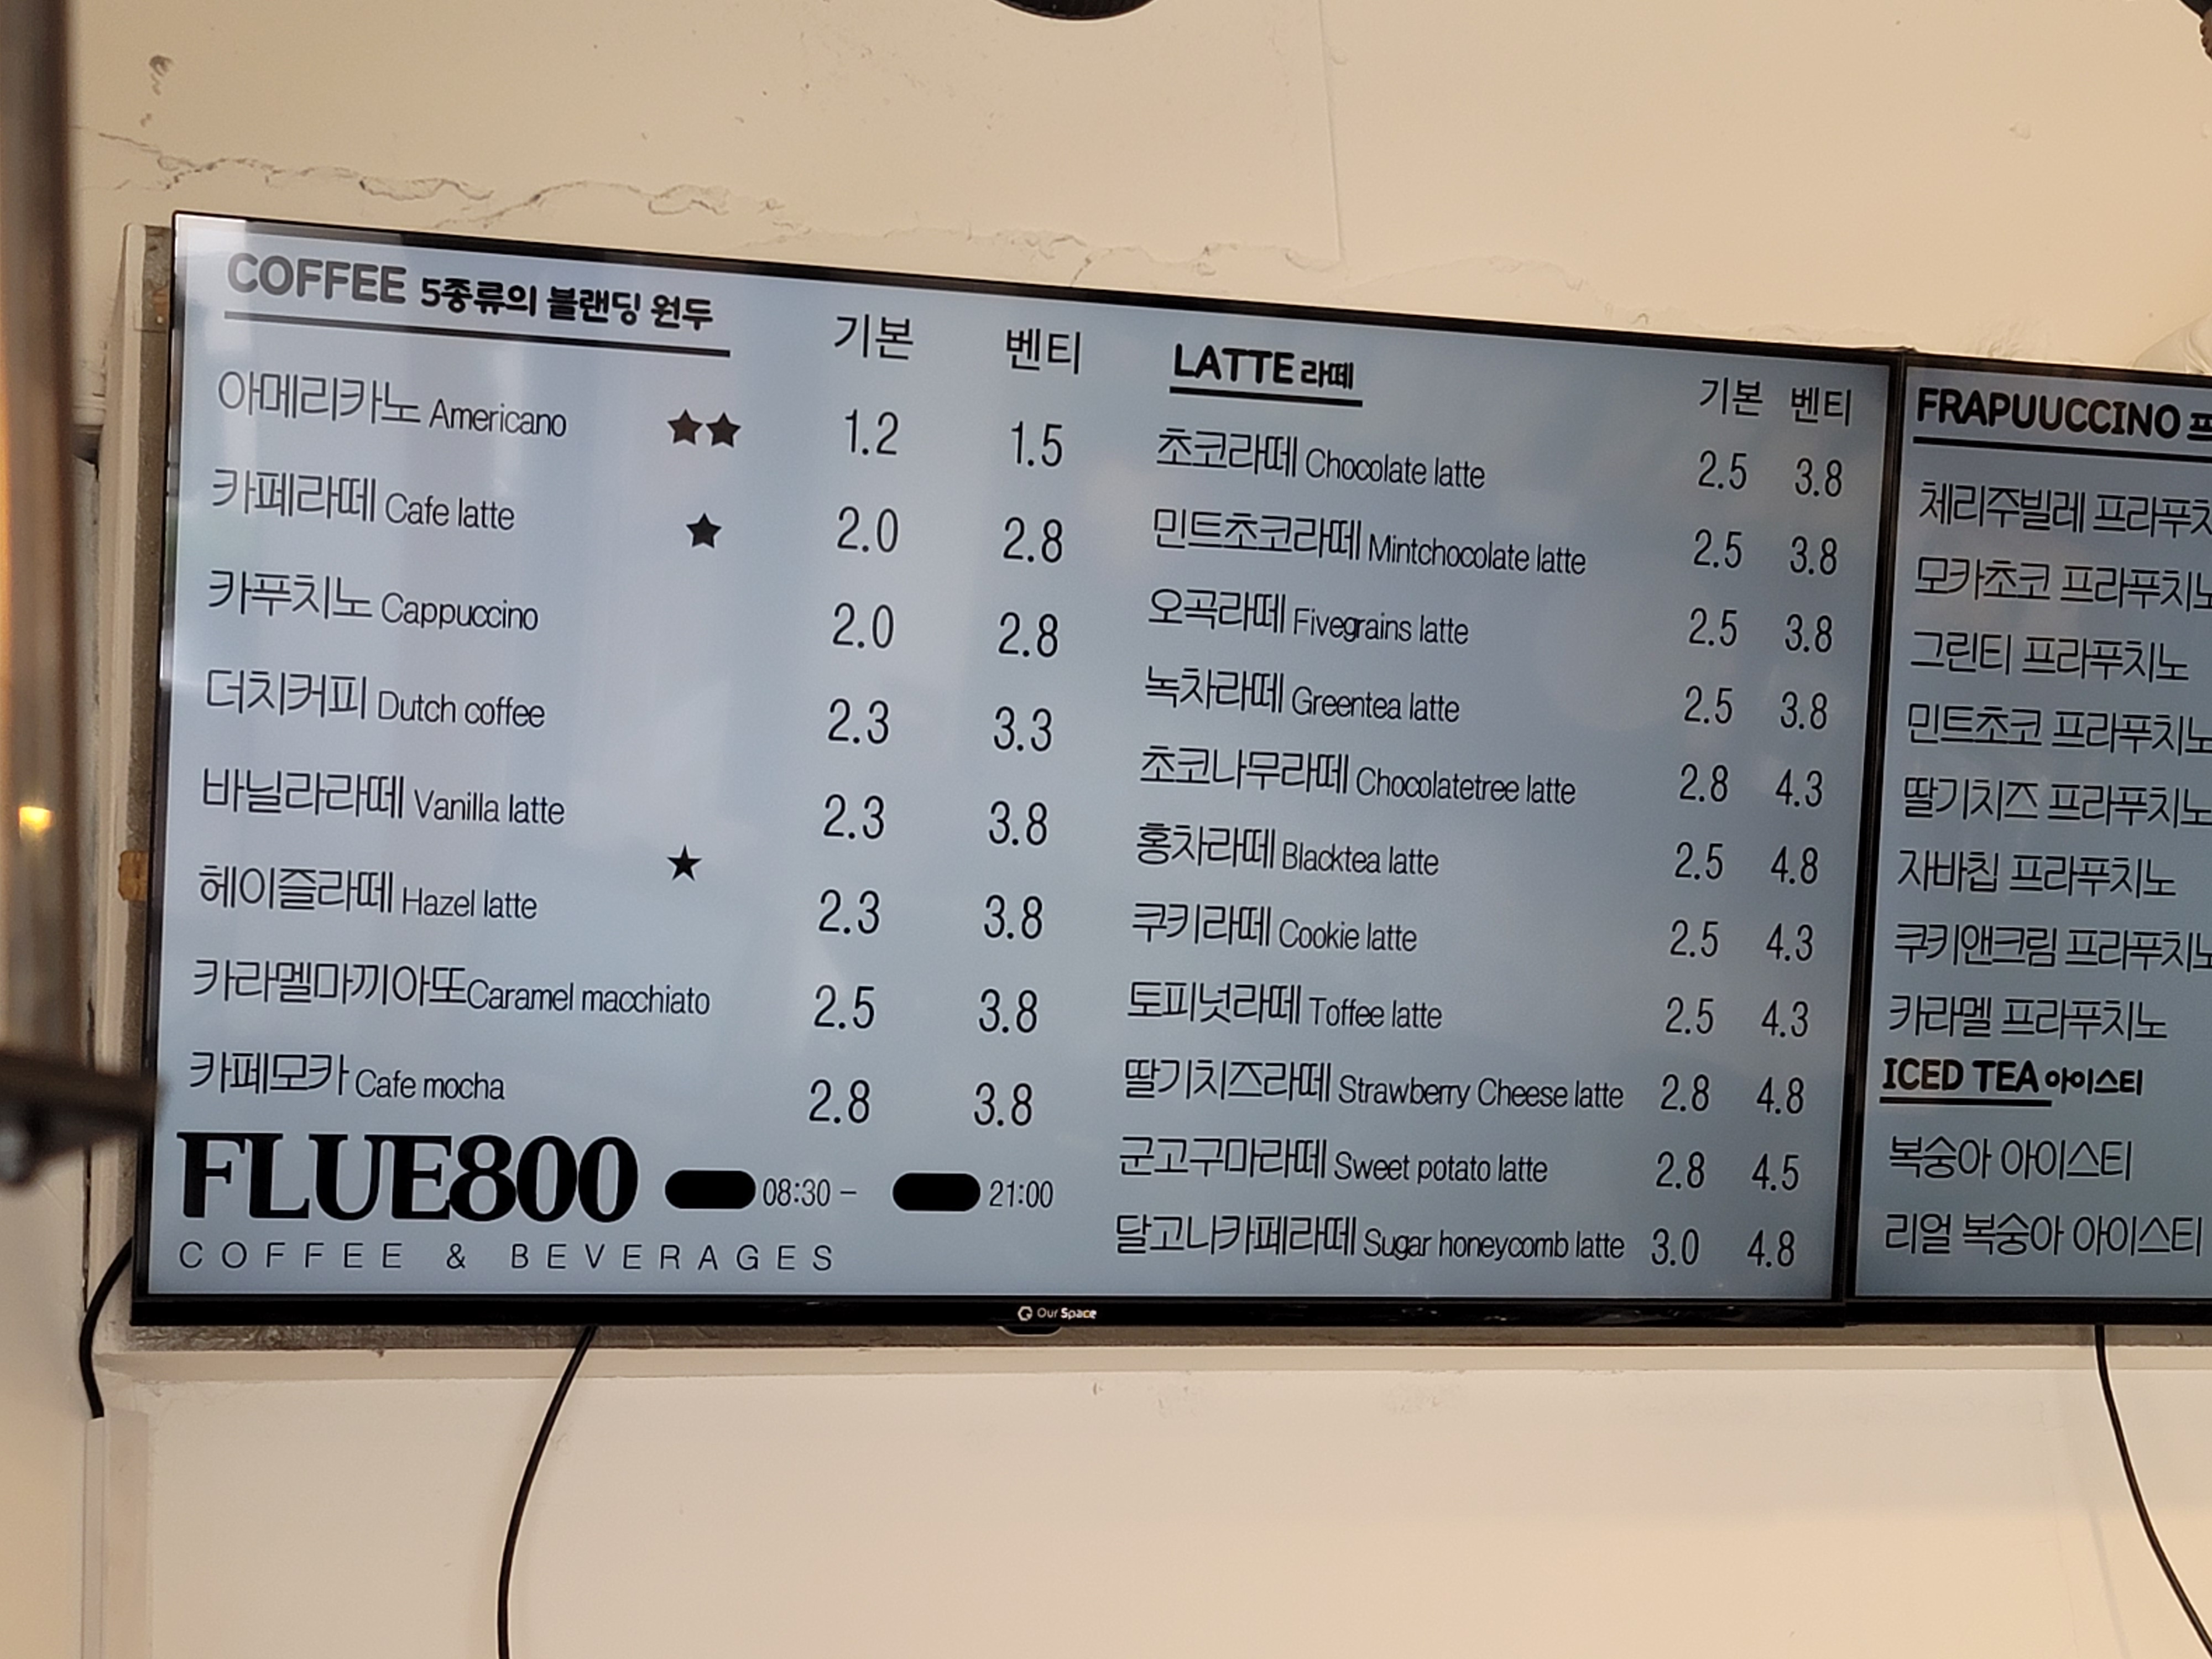 COFFEE 5종류의 블랜딩 원두 기본 벤티
아메리카노 Americano ★★ 1.2 1.5
카페라떼 Cafe latte ★ 2.0 2.8
카푸치노 Cappuccino 2.0 2.8
더치커피 Dutch coffee 2.3 3.3
바닐라라떼 Vanilla latte 2.3 3.8
★
헤이즐라떼 Hazel latte 2.3 3.8
카라멜마끼아또Caramel macchiato 2.5 3.8
카페모카 Cafe mocha 2.8 3.8
FLUE800 08:30 – 21:00
COFFEE & BEVERAGES
LATTE 라떼 기본 벤티
초코라떼 Chocolate latte 2.5 3.8
민트초코라떼 Mintchocolate latte 2.5 3.8
오곡라떼 Fivegrains latte 2.5 3.8
녹차라떼 Greentea latte 2.5 3.8
초코나무라떼 Chocolatetree latte 2.8 4.3
홍차라떼 Blacktea latte 2.5 4.8
쿠키라떼 Cookie latte 2.5 4.3
토피넛라떼 Toffee latte 2.5 4.3
딸기치즈라떼 Strawberry Cheese latte 2.8 4.8
군고구마라떼 Sweet potato latte 2.8 4.5
달고나카페라떼 Sugar honeycomb latte 3.0 4.8
Our Space
FRAPUUCCINO
체리주빌레 프라푸치
모카초코 프라푸치노
그린티 프라푸치노
민트초코 프라푸치노
딸기치즈 프라푸치노
자바칩 프라푸치노
쿠키앤크림 프라푸치노
카라멜 프라푸치노
ICED TEA 아이스티
복숭아 아이스티
리얼 복숭아 아이스티